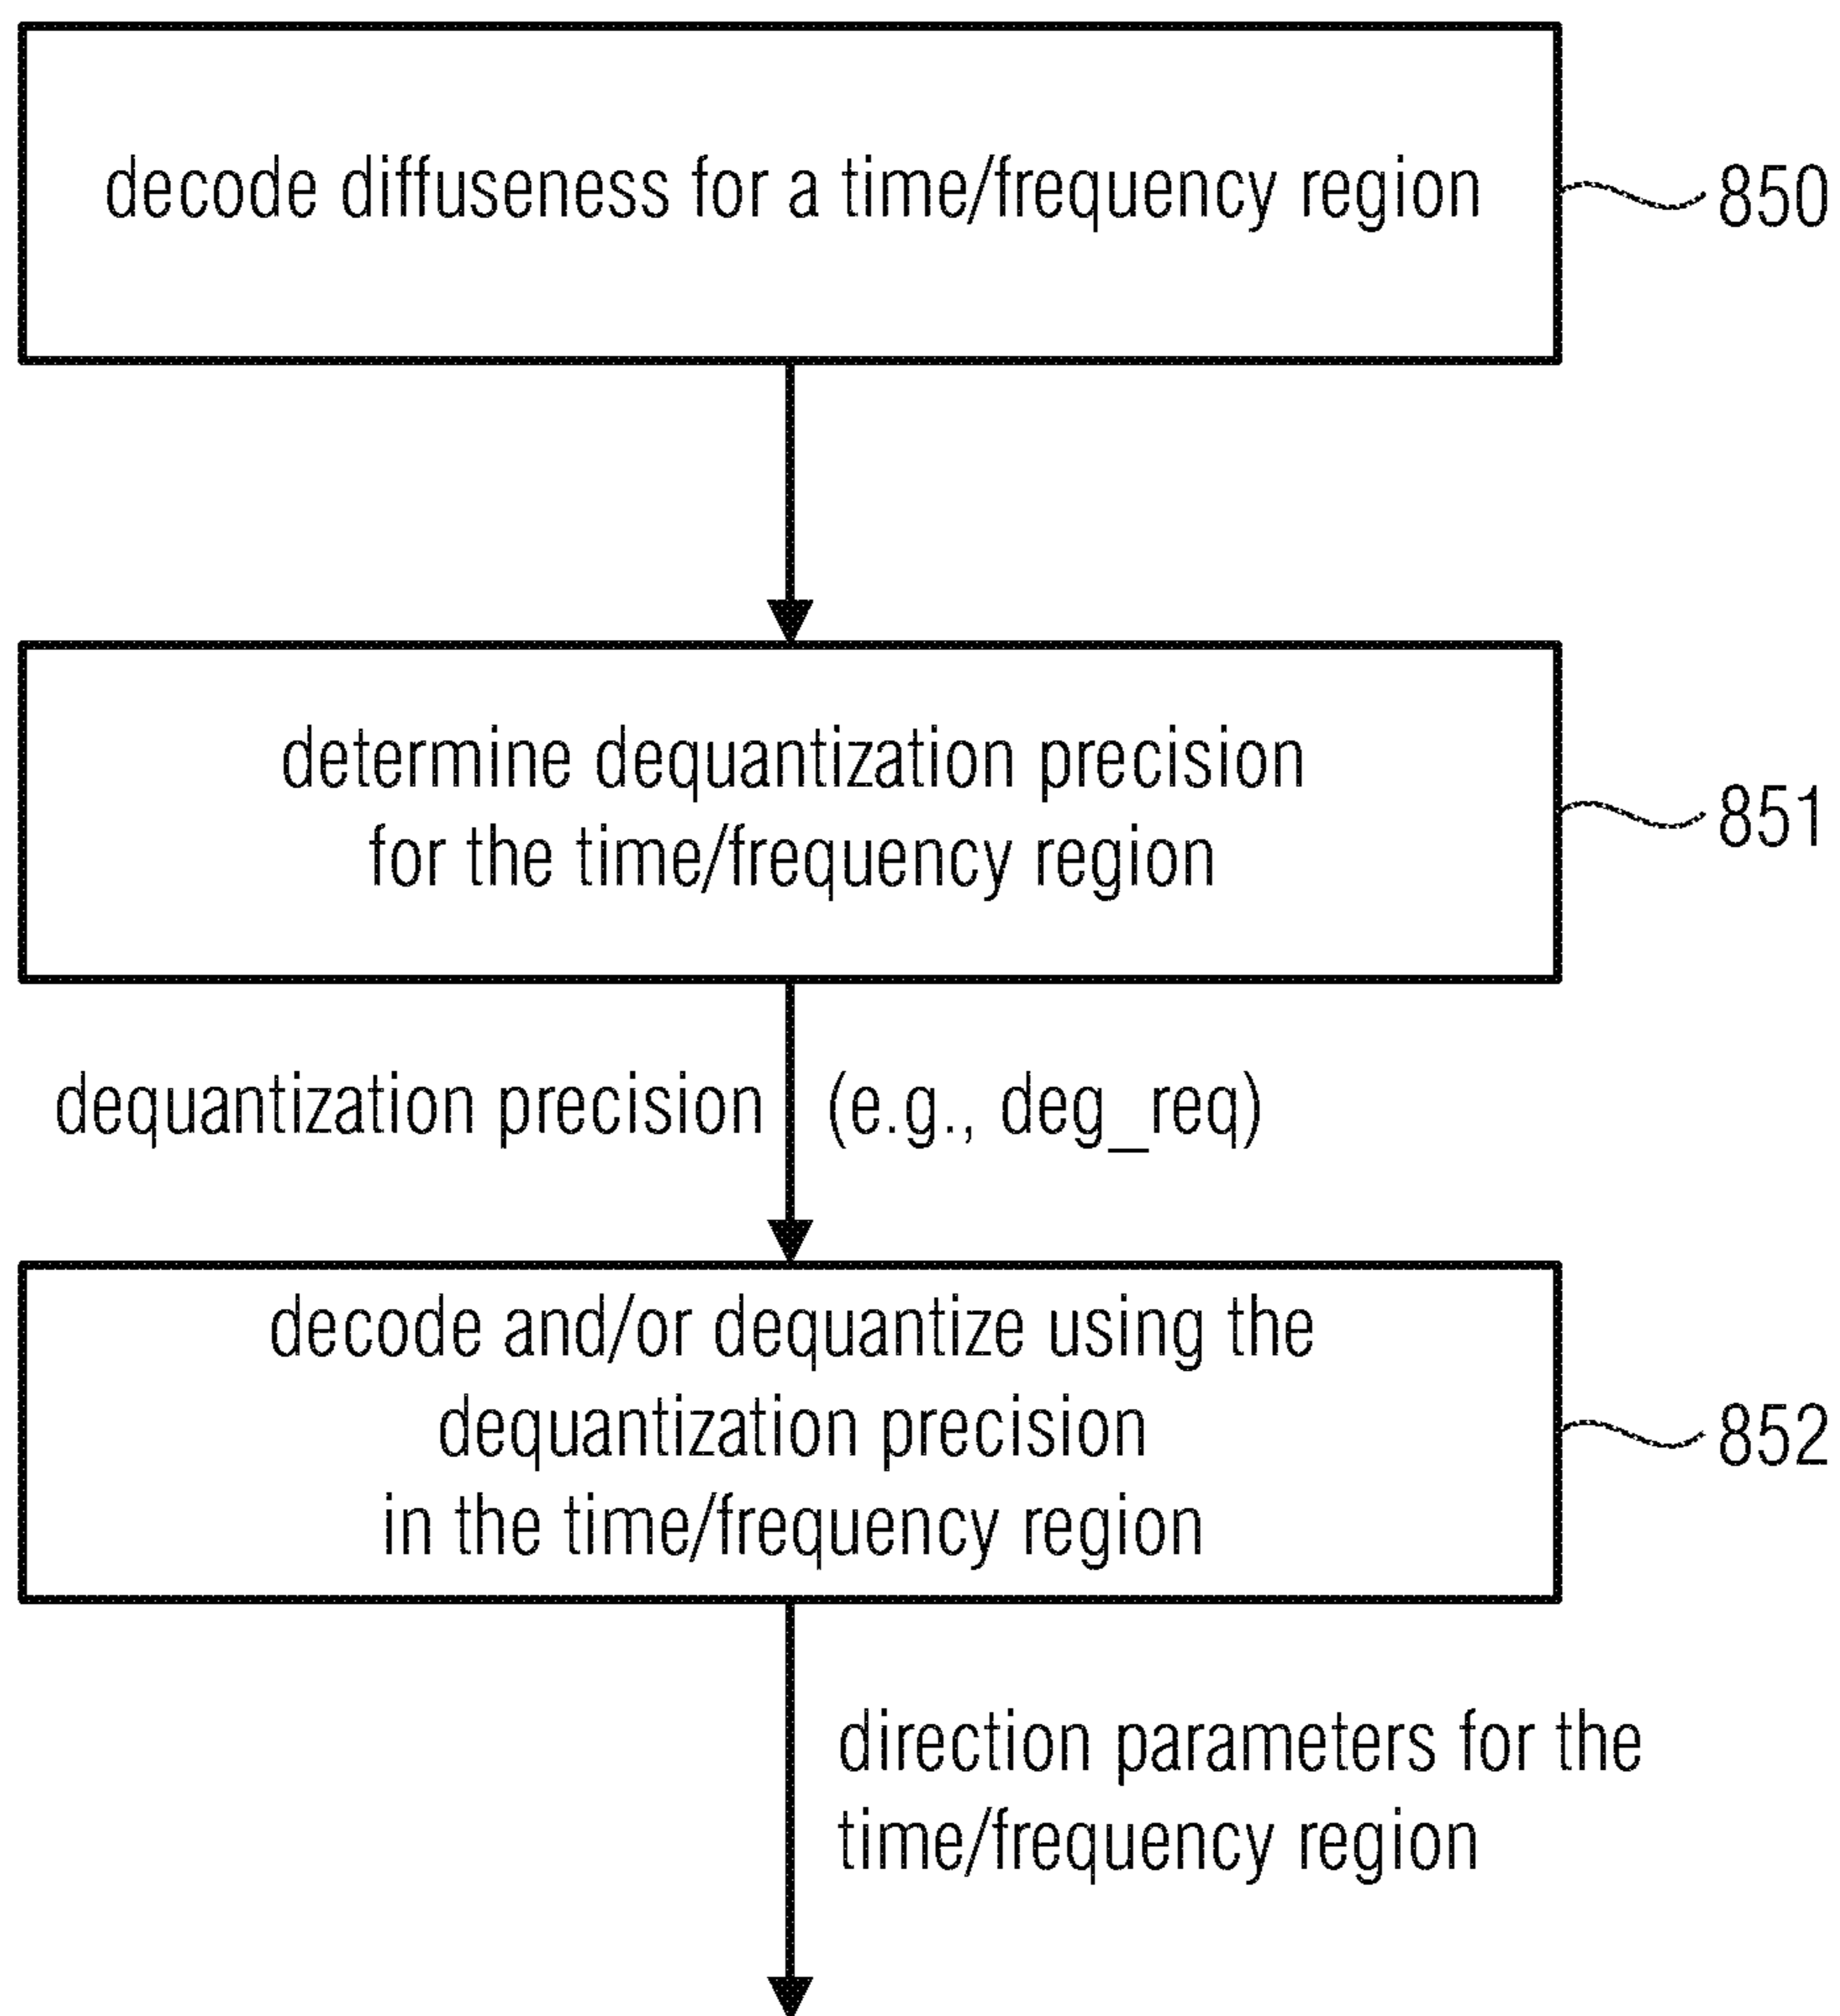 decode diffuseness for a time/frequency region
850
determine dequantization precision
for the time/frequency region
851
dequantization precision (e.g., deg_req)
decode and/or dequantize using the
dequantization precision
in the time/frequency region
852
direction parameters for the
time/frequency region